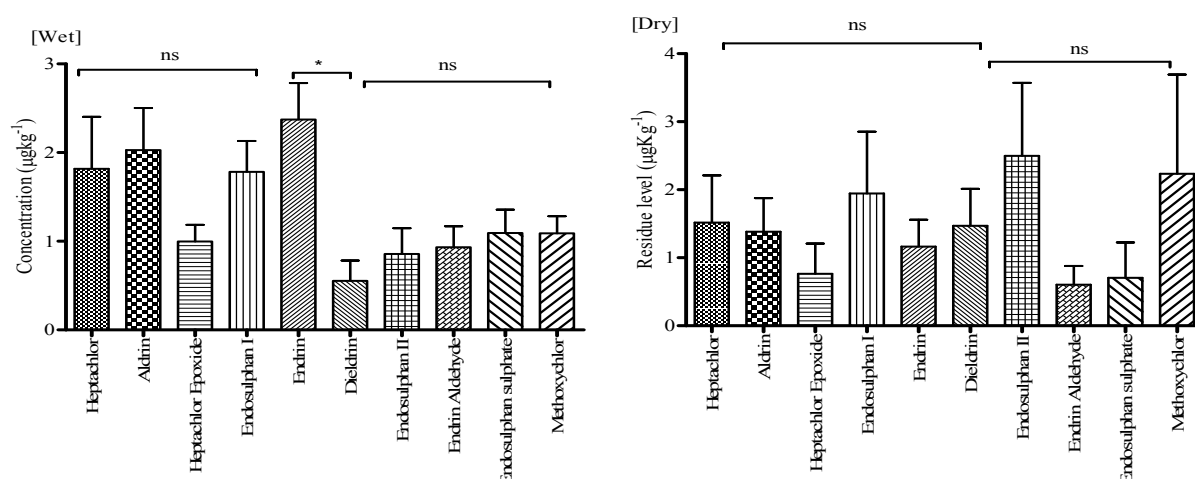 [Wet]
ns
*
ns
3
2
1
0
Concentration (µgkg-1)
Heptachlor
Aldrin
Heptachlor Epoxide
Endosulphan I
Endrin
Dieldrin
Endosulphan II
Endrin Aldehyde
Endosulphan sulphate
Methoxychlor
[Dry]
ns
ns
4
3
2
1
0
Residue level (µgKg-1)
Heptachlor
Aldrin
Heptachlor Epoxide
Endosulphan I
Endrin
Dieldrin
Endosulphan II
Endrin Aldehyde
Endosulphan sulphate
Methoxychlor